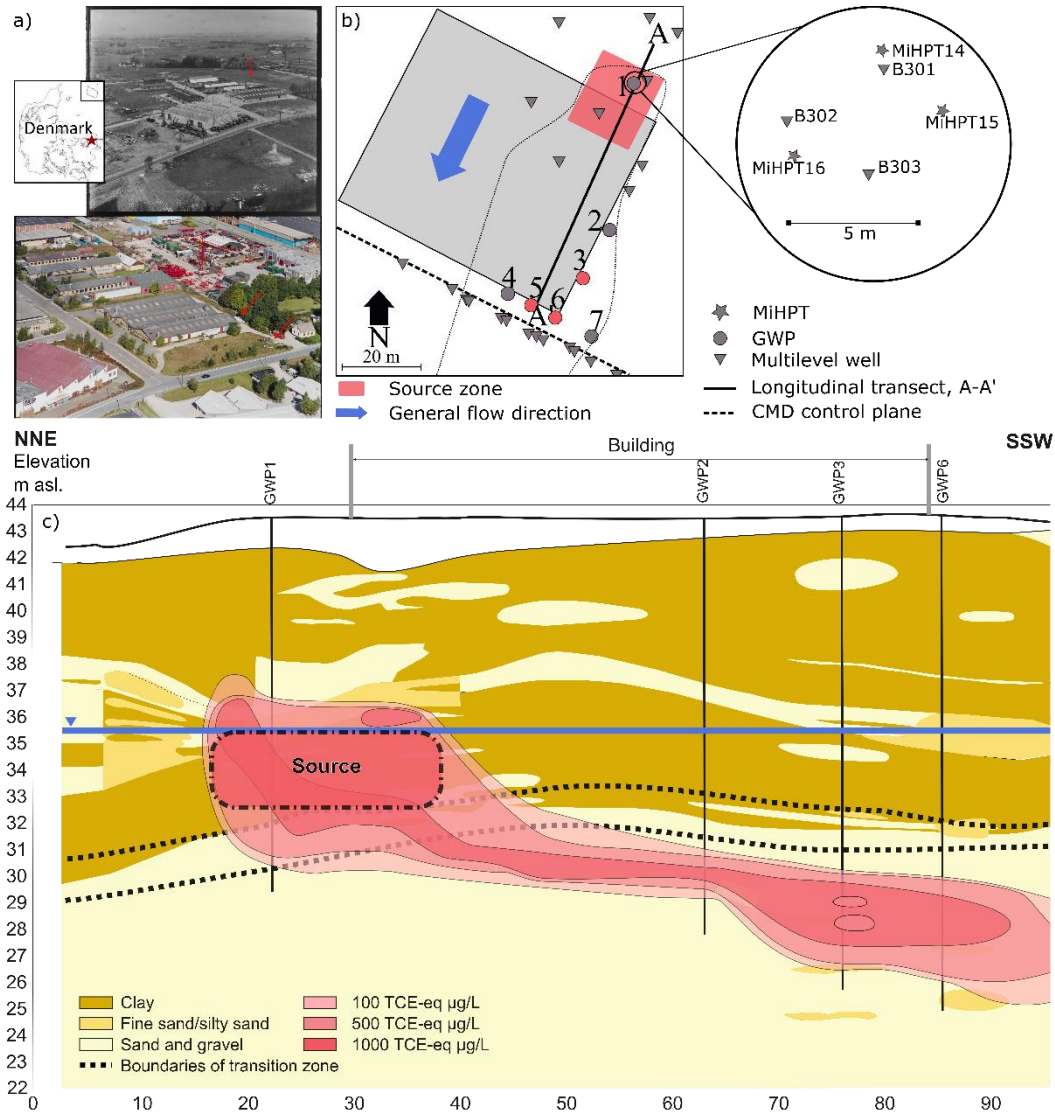 a)
Denmark
b)
A
1
2
3
4
5
6
A'
7
N
20 m
Source zone
General flow direction
MiHPT14
B301
B302
MiHPT15
MiHPT16
B303
5 m
MiHPT
GWP
Multilevel well
Longitudinal transect, A-A'
CMD control plane
NNE
Building
SSW
Elevation
m asl.
GWP1
GWP2
GWP3
GWP6
c)
44
43
42
41
40
39
38
37
36
35
34
33
32
31
30
29
28
27
26
25
24
23
22
Source
Clay
Fine sand/silty sand
Sand and gravel
Boundaries of transition zone
100 TCE-eq µg/L
500 TCE-eq µg/L
1000 TCE-eq µg/L
0 10 20 30 40 50 60 70 80 90